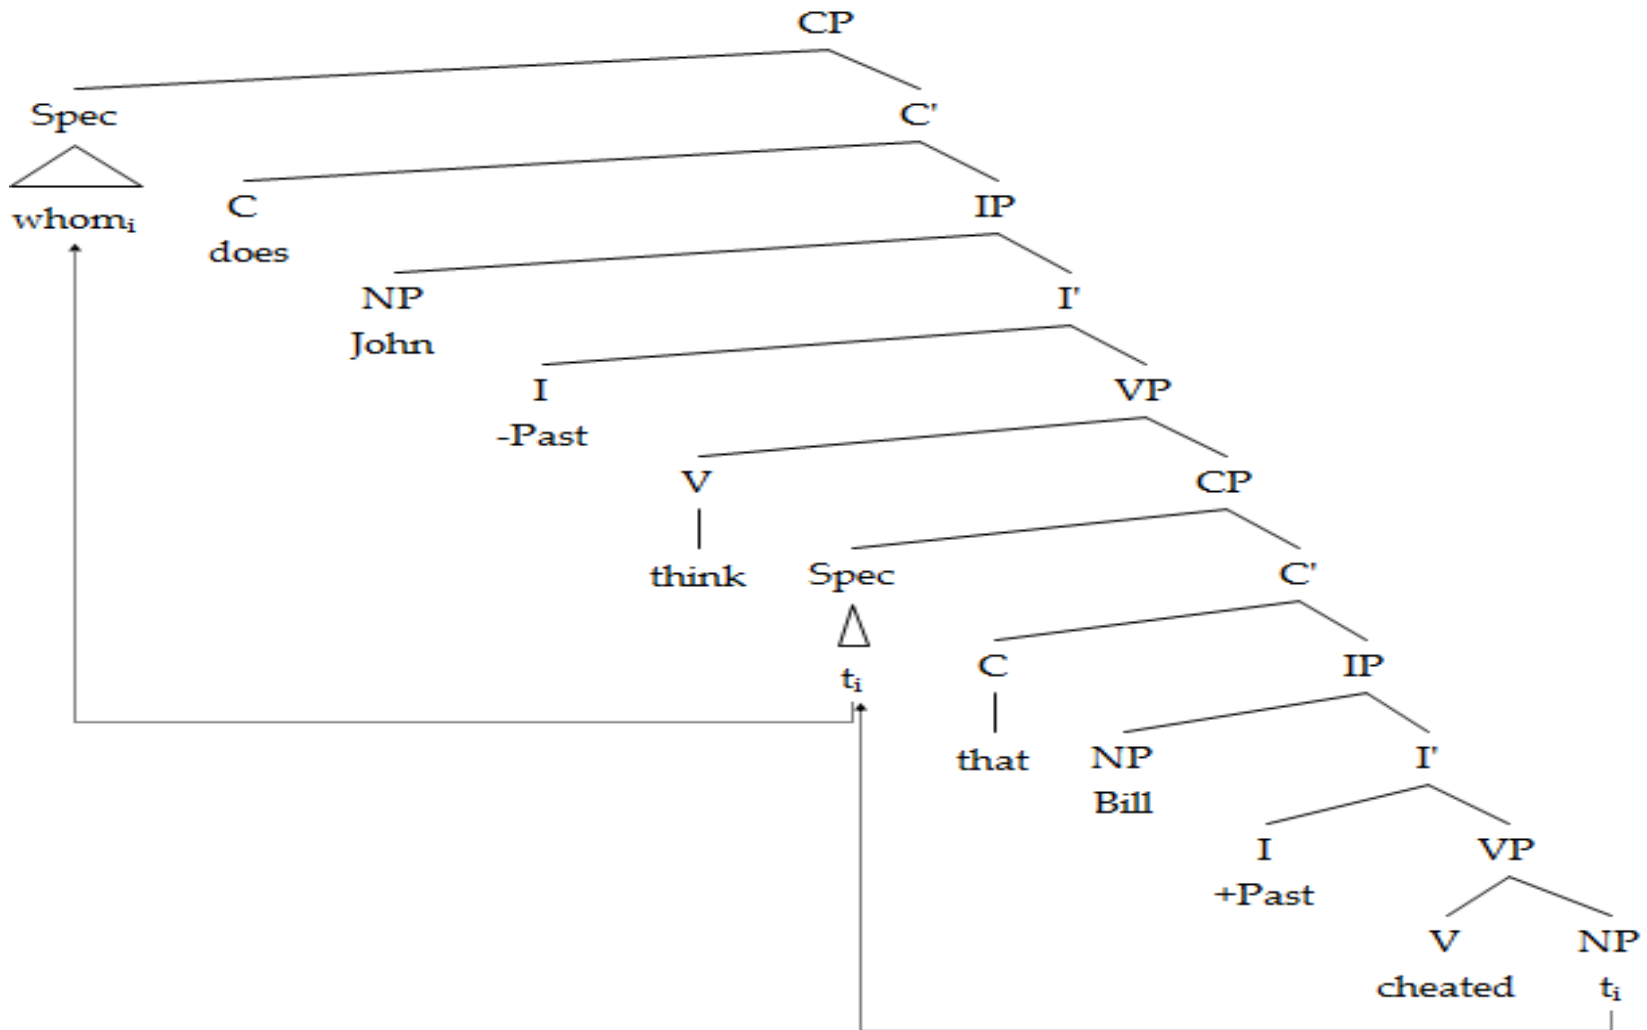 CP
Spec C'
whomᵢ C IP
does
NP I'
John
I VP
-Past
V CP
think Spec C'
tᵢ C IP
that NP I'
Bill
I VP
+Past
V NP
cheated tᵢ